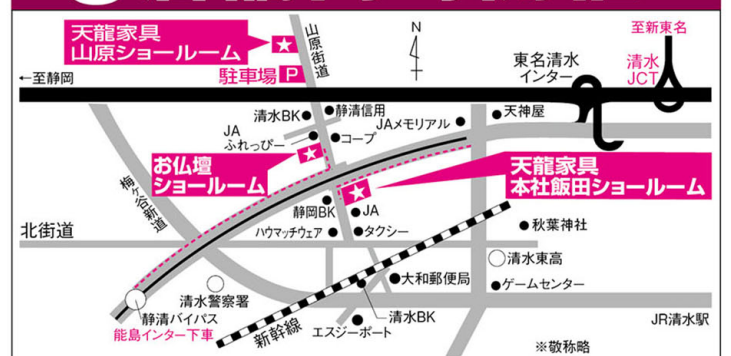 天龍家具
山原ショールーム
駐車場 P
山原街道
N
至新東名
東名清水
インター
清水
JCT
←至静岡
清水BK
静清信用
JAメモリアル
天神屋
JA
ふれっぴー
コープ
お仏壇
ショールーム
天龍家具
本社飯田ショールーム
梅ヶ谷新道
静岡BK
JA
北街道
ハウマッチウェア
タクシー
秋葉神社
清水東高
大和郵便局
ゲームセンター
清水警察署
静清バイパス
能島インター下車
清水BK
新幹線
エスジーポート
JR清水駅
※敬称略